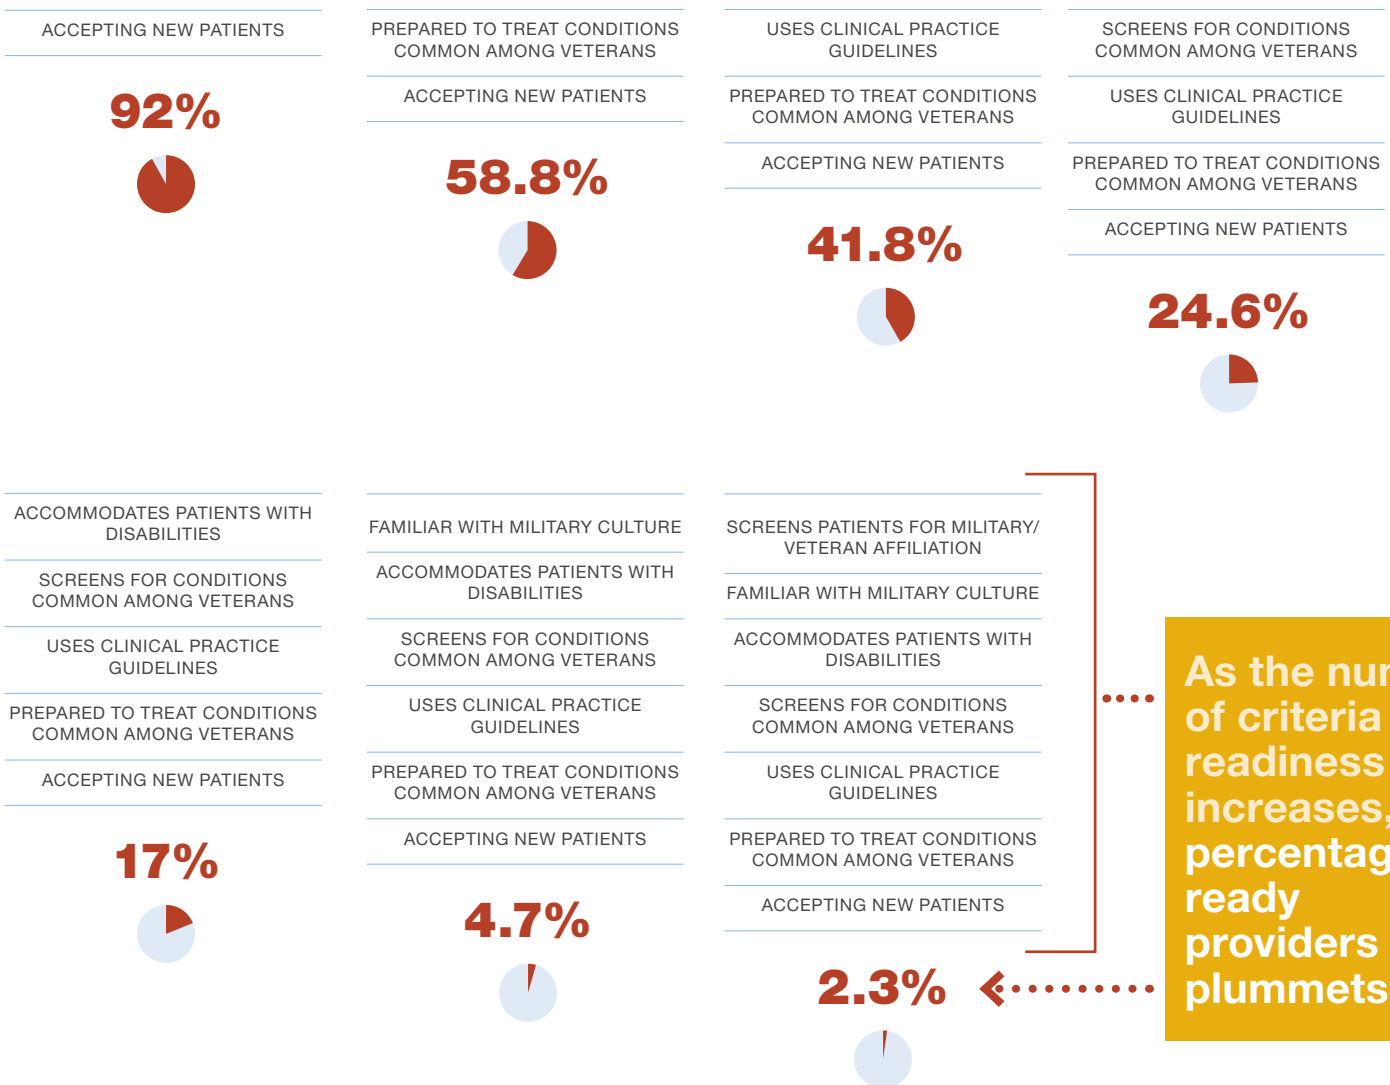 ACCEPTING NEW PATIENTS
92%
PREPARED TO TREAT CONDITIONS
COMMON AMONG VETERANS
ACCEPTING NEW PATIENTS
58.8%
USES CLINICAL PRACTICE
GUIDELINES
PREPARED TO TREAT CONDITIONS
COMMON AMONG VETERANS
ACCEPTING NEW PATIENTS
41.8%
SCREENS FOR CONDITIONS
COMMON AMONG VETERANS
USES CLINICAL PRACTICE
GUIDELINES
PREPARED TO TREAT CONDITIONS
COMMON AMONG VETERANS
ACCEPTING NEW PATIENTS
24.6%
ACCOMMODATES PATIENTS WITH
DISABILITIES
SCREENS FOR CONDITIONS
COMMON AMONG VETERANS
USES CLINICAL PRACTICE
GUIDELINES
PREPARED TO TREAT CONDITIONS
COMMON AMONG VETERANS
ACCEPTING NEW PATIENTS
17%
FAMILIAR WITH MILITARY CULTURE
ACCOMMODATES PATIENTS WITH
DISABILITIES
SCREENS FOR CONDITIONS
COMMON AMONG VETERANS
USES CLINICAL PRACTICE
GUIDELINES
PREPARED TO TREAT CONDITIONS
COMMON AMONG VETERANS
ACCEPTING NEW PATIENTS
4.7%
SCREENS PATIENTS FOR MILITARY/
VETERAN AFFILIATION
FAMILIAR WITH MILITARY CULTURE
ACCOMMODATES PATIENTS WITH
DISABILITIES
SCREENS FOR CONDITIONS
COMMON AMONG VETERANS
USES CLINICAL PRACTICE
GUIDELINES
PREPARED TO TREAT CONDITIONS
COMMON AMONG VETERANS
ACCEPTING NEW PATIENTS
2.3%
As the
of criteria
readiness
increases,
ready
providers
plummets